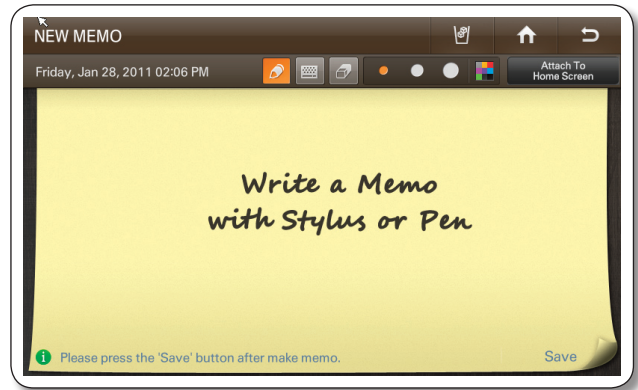 NEW MEMO
Friday, Jan 28, 2011 02:06 PM
Attach To
Home Screen
Write a Memo
with Stylus or Pen
Please press the 'Save' button after make memo.
Save